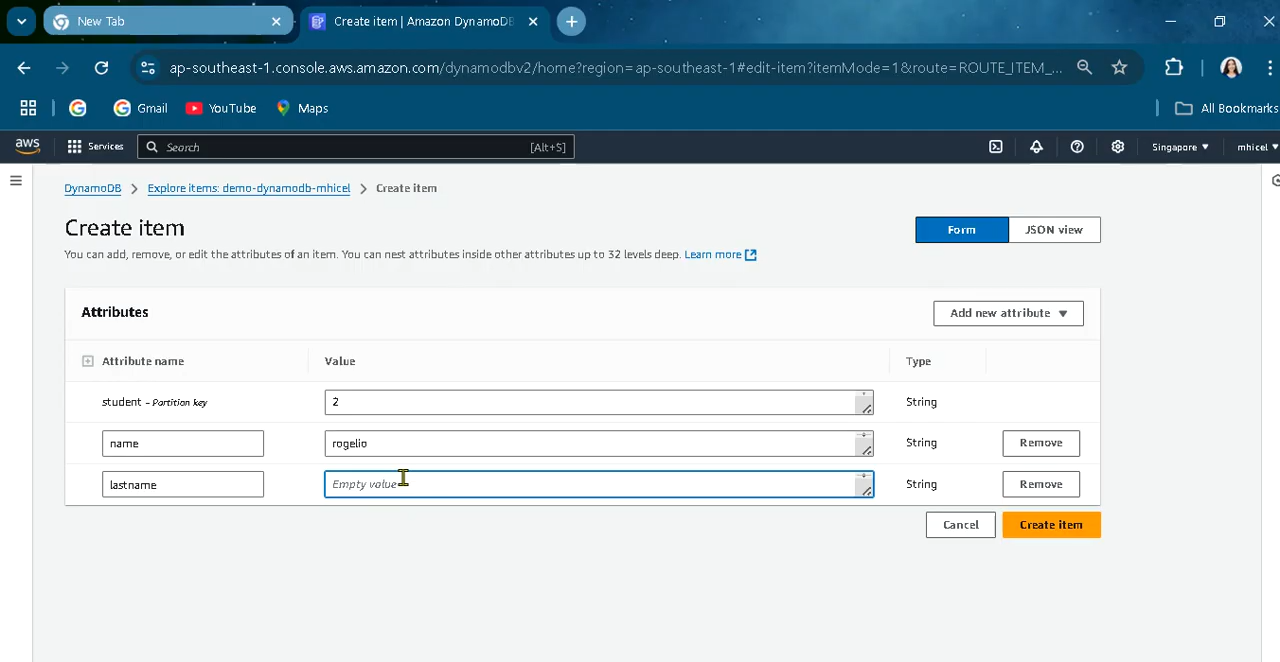 New Tab
Create item | Amazon DynamoDB
ap-southeast-1.console.aws.amazon.com/dynamodbv2/home?region=ap-southeast-1#edit-item?itemMode=1&route=ROUTE_ITEM_...
Gmail YouTube Maps All Bookmarks
aws Services Search [Alt+S] Singapore mhicel
DynamoDB Explore items: demo-dynamodb-mhicel Create item
Create item
Form JSON view
You can add, remove, or edit the attributes of an item. You can nest attributes inside other attributes up to 32 levels deep. Learn more
Attributes Add new attribute
Attribute name Value Type
student - Partition key 2 String
name rogelio String Remove
lastname Empty value String Remove
Cancel Create item